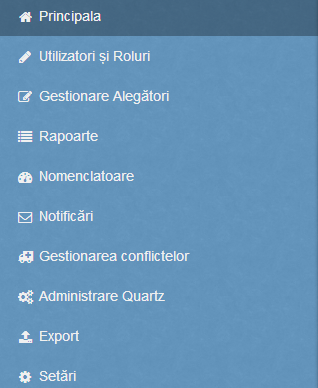 Principala
Utilizatori și Roluri
Gestionare Alegători
Rapoarte
Nomenclatoare
Notificări
Gestionarea conflictelor
Administrare Quartz
Export
Setări